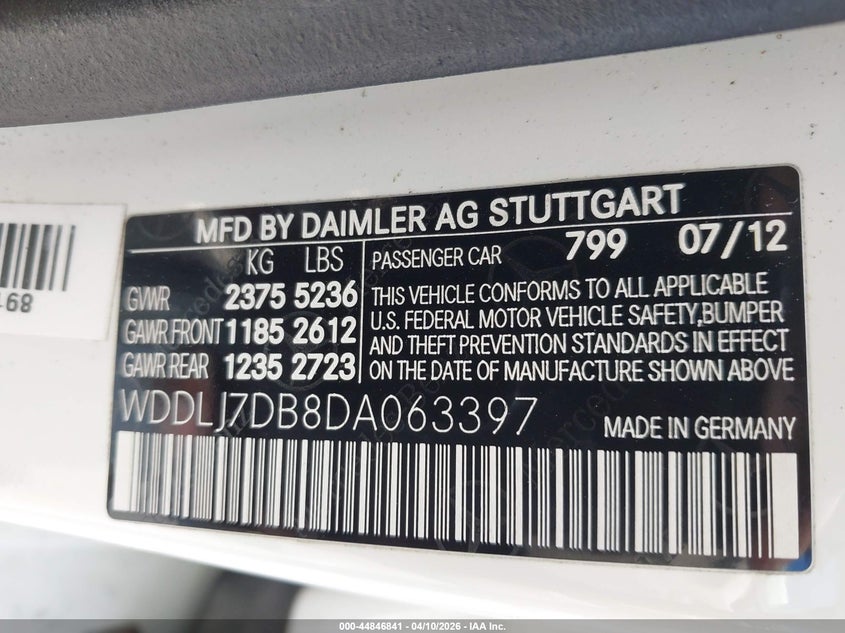 MFD BY DAIMLER AG STUTTGART
KG LBS
GVWR 2375 5236
GAWR FRONT 1185 2612
GAWR REAR 1235 2723
PASSENGER CAR 799 07/12
THIS VEHICLE CONFORMS TO ALL APPLICABLE
U.S. FEDERAL MOTOR VEHICLE SAFETY,BUMPER
AND THEFT PREVENTION STANDARDS IN EFFECT
ON THE DATE OF MANUFACTURE SHOWN ABOVE
WDDLJ7DB8DA063397
MADE IN GERMANY
000-44846841 | 04/10/2026 | IAA Inc.